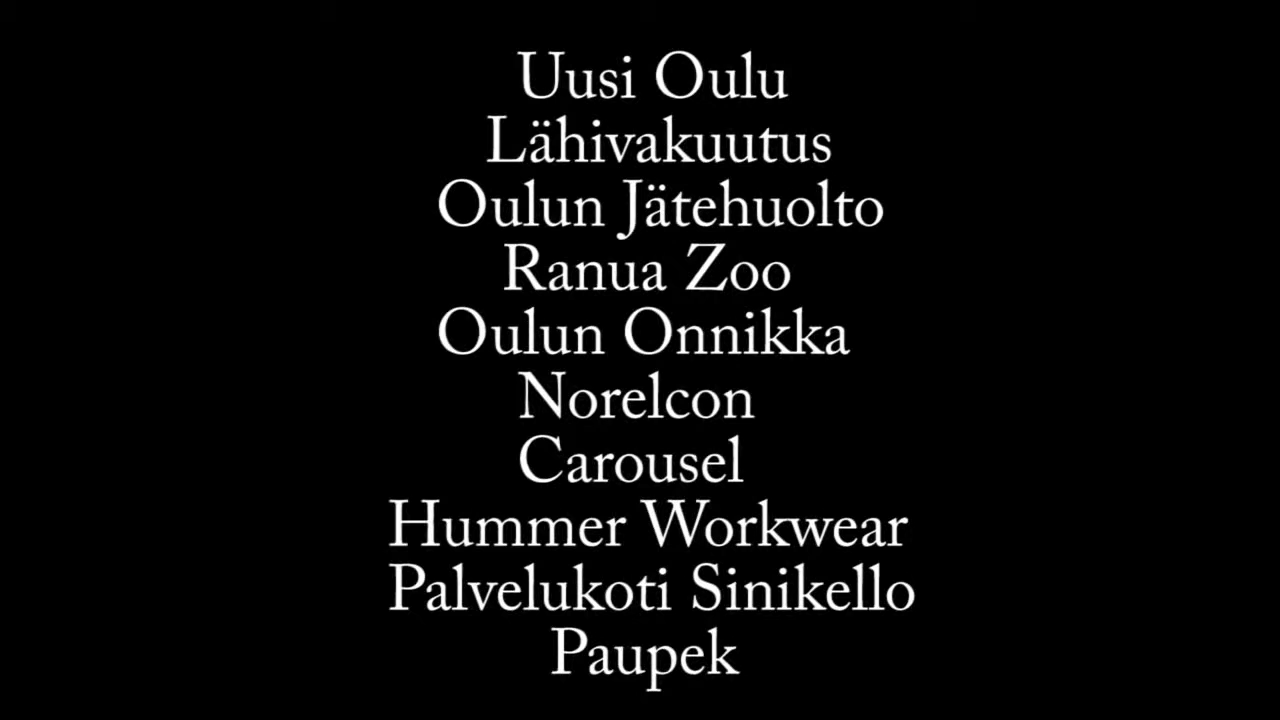 Uusi Oulu
Lähivakuutus
Oulun Jätehuolto
Ranua Zoo
Oulun Onnikka
Norelcon
Carousel
Hummer Workwear
Palvelukoti Sinikello
Paupek